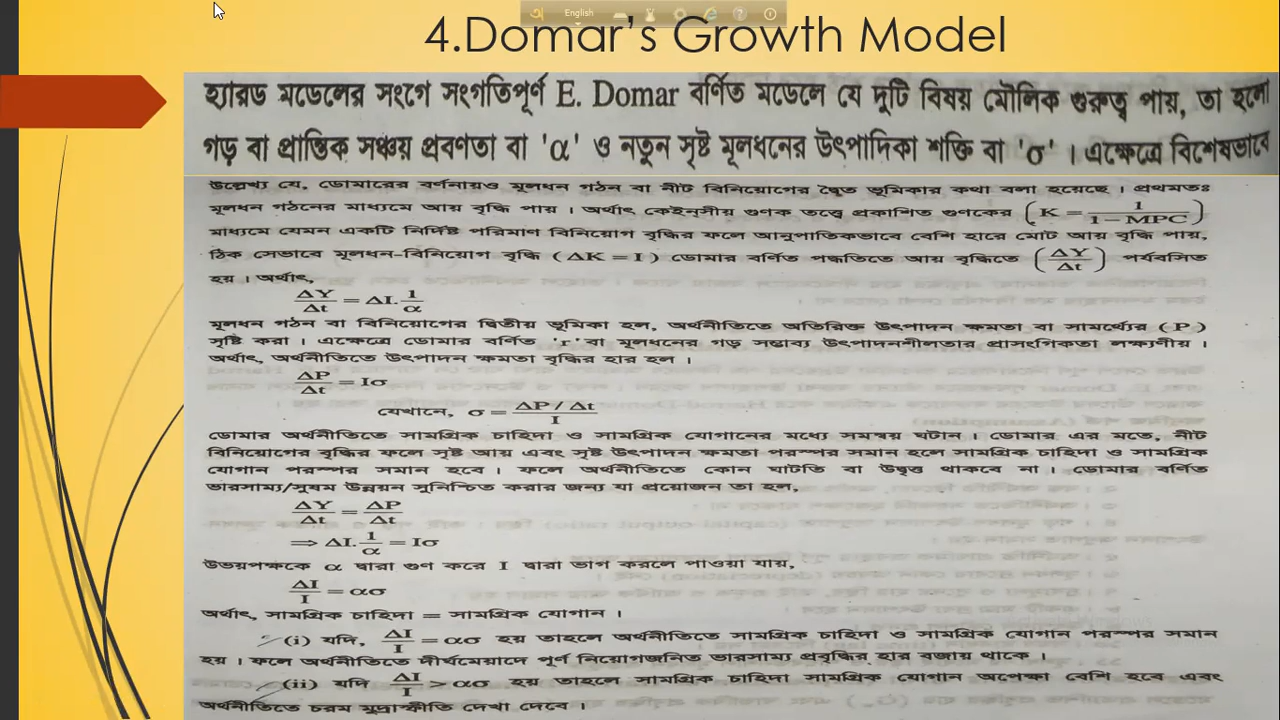 English
4.Domar's Growth Model
হ্যারড মডেলের সংগে সংগতিপূর্ণ E. Domar বর্ণিত মডেলে যে দুটি বিষয় মৌলিক গুরুত্ব পায়, তা হলো
গড় বা প্রান্তিক সঞ্চয় প্রবণতা বা 'α' ও নতুন সৃষ্ট মূলধনের উৎপাদিকা শক্তি বা 'σ' । এক্ষেত্রে বিশেষভাবে
উল্লেখ্য যে, ডোমারের বর্ণনায়ও মূলধন গঠন বা নীট বিনিয়োগের দ্বৈত ভূমিকার কথা বলা হয়েছে । প্রথমতঃ
মূলধন গঠনের মাধ্যমে আয় বৃদ্ধি পায় । অর্থাৎ কেইনসীয় গুণক তত্ত্বে প্রকাশিত গুণকের (K = 1/(1−MPC))
মাধ্যমে যেমন একটি নির্দিষ্ট পরিমাণ বিনিয়োগ বৃদ্ধির ফলে আনুপাতিকভাবে বেশি হারে মোট আয় বৃদ্ধি পায়,
ঠিক সেভাবে মূলধন-বিনিয়োগ বৃদ্ধি (ΔK = I) ডোমার বর্ণিত পদ্ধতিতে আয় বৃদ্ধিতে (ΔY/Δt) পর্যবসিত
হয় । অর্থাৎ,
ΔY/Δt = ΔI. 1/α
মূলধন গঠন বা বিনিয়োগের দ্বিতীয় ভূমিকা হল, অর্থনীতিতে অতিরিক্ত উৎপাদন ক্ষমতা বা সামর্থ্যের (P)
সৃষ্টি করা । এক্ষেত্রে ডোমার বর্ণিত 'r' বা মূলধনের গড় সম্ভাব্য উৎপাদনশীলতার প্রাসংগিকতা লক্ষ্যণীয় ।
অর্থাৎ, অর্থনীতিতে উৎপাদন ক্ষমতা বৃদ্ধির হার হল ।
ΔP/Δt = Iσ
যেখানে, σ = (ΔP / Δt)/I
ডোমার অর্থনীতিতে সামগ্রিক চাহিদা ও সামগ্রিক যোগানের মধ্যে সমন্বয় ঘটান । ডোমার এর মতে, নীট
বিনিয়োগের বৃদ্ধির ফলে সৃষ্ট আয় এবং সৃষ্ট উৎপাদন ক্ষমতা পরস্পর সমান হলে সামগ্রিক চাহিদা ও সামগ্রিক
যোগান পরস্পর সমান হবে । ফলে অর্থনীতিতে কোন ঘাটতি বা উদ্বৃত্ত থাকবে না । ডোমার বর্ণিত
ভারসাম্য/সুষম উন্নয়ন সুনিশ্চিত করার জন্য যা প্রয়োজন তা হল,
ΔY/Δt = ΔP/Δt
⇒ ΔI. 1/α = Iσ
উভয়পক্ষকে α দ্বারা গুণ করে I দ্বারা ভাগ করলে পাওয়া যায়,
ΔI/I = ασ
অর্থাৎ, সামগ্রিক চাহিদা = সামগ্রিক যোগান ।
(i) যদি, ΔI/I = ασ হয় তাহলে অর্থনীতিতে সামগ্রিক চাহিদা ও সামগ্রিক যোগান পরস্পর সমান
হয় । ফলে অর্থনীতিতে দীর্ঘমেয়াদে পূর্ণ নিয়োগজনিত ভারসাম্য প্রবৃদ্ধির হার বজায় থাকে ।
(ii) যদি ΔI/I > ασ হয় তাহলে সামগ্রিক চাহিদা সামগ্রিক যোগান অপেক্ষা বেশি হবে এবং
অর্থনীতিতে চরম মুদ্রাস্ফীতি দেখা দেবে ।